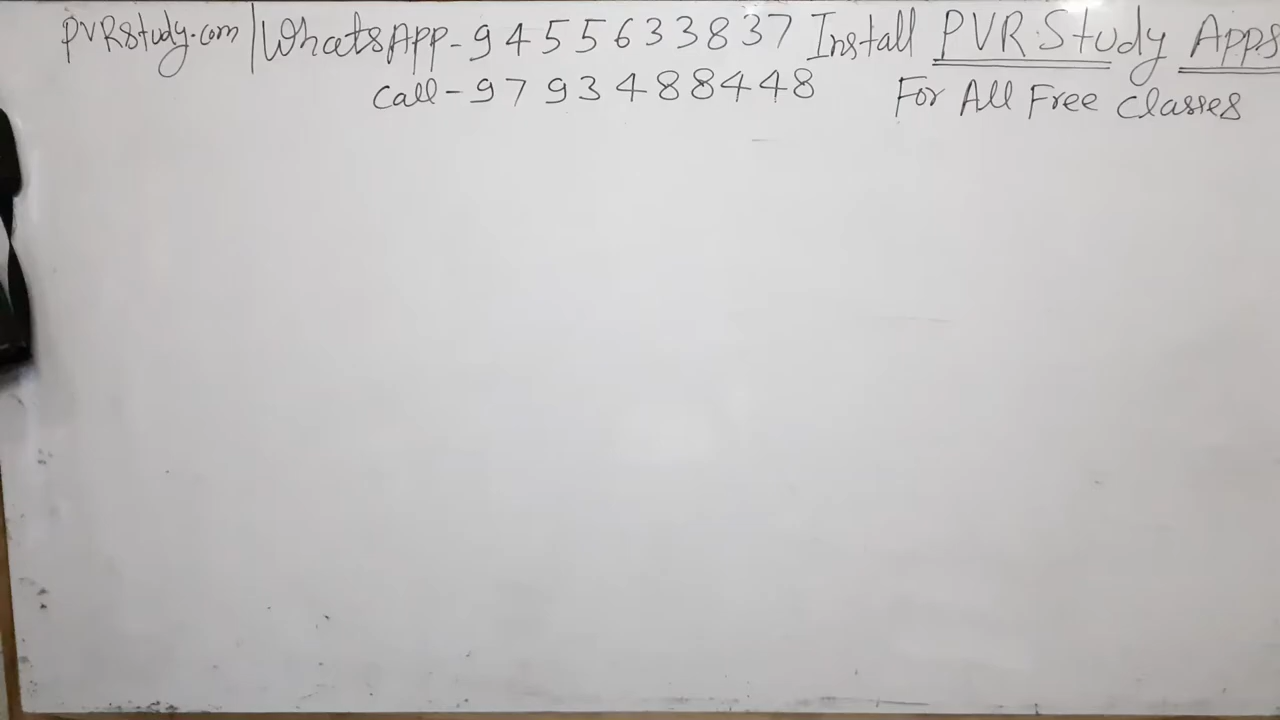 PVRstudy.com | WhatsApp - 9455633837 Install PVR Study Apps
Call - 9793488448 For All Free Classes